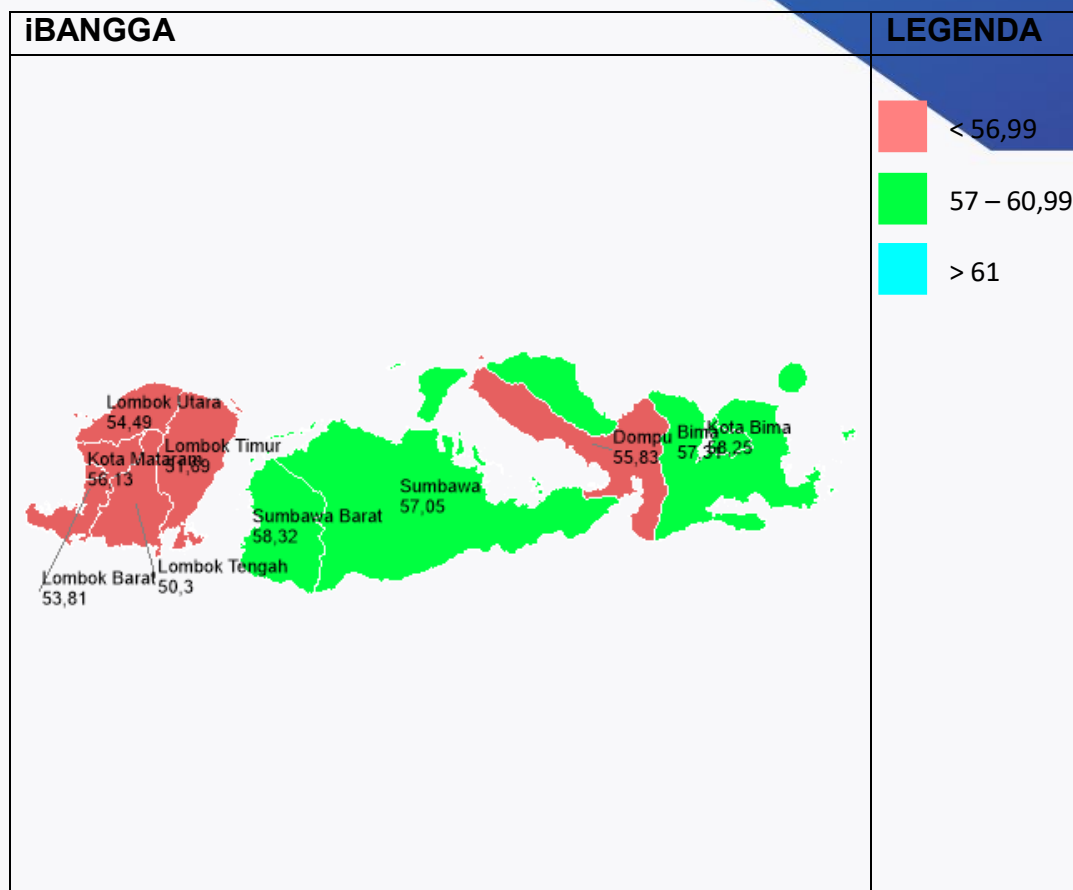 iBANGGA
LEGENDA
< 56,99
57 – 60,99
> 61
Lombok Utara
54,49
Lombok Timur
Kota Mataram
56,13
Lombok Barat
53,81
Lombok Tengah
50,3
Sumbawa Barat
58,32
Sumbawa
57,05
Dompu
55,83
Bima
Kota Bima
58,25